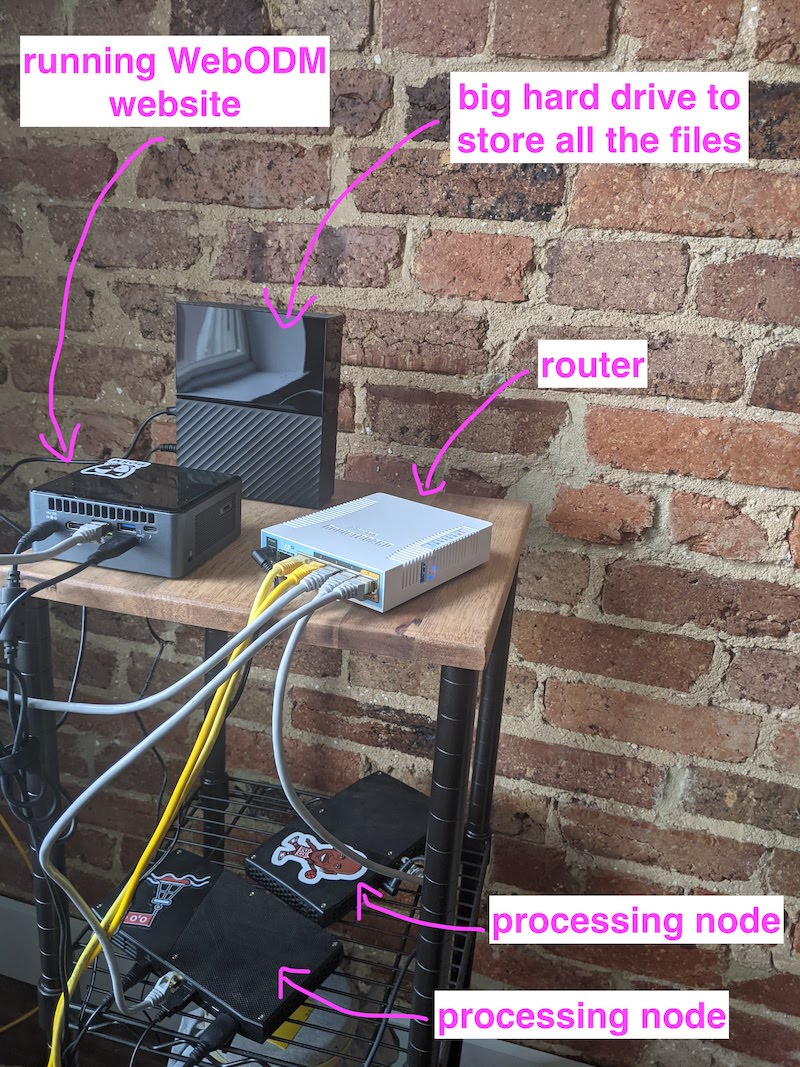 running WebODM
website
big hard drive to
store all the files
router
processing node
processing node